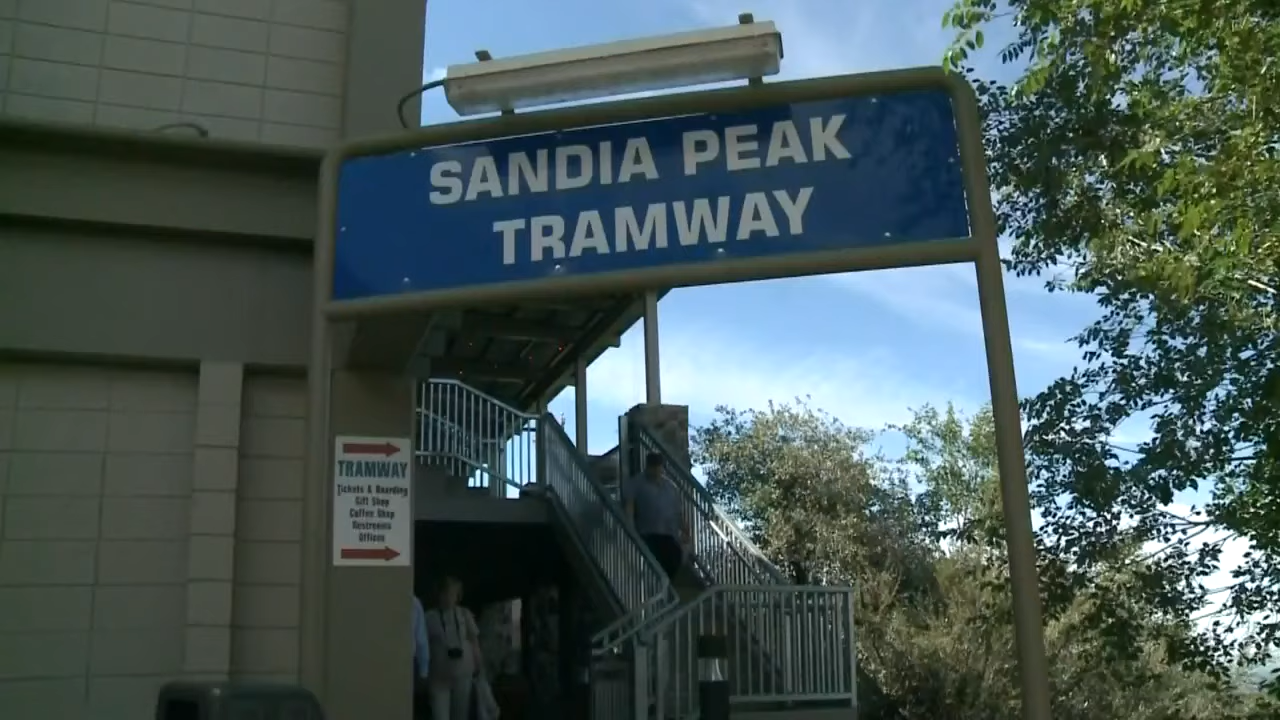 SANDIA PEAK
TRAMWAY
TRAMWAY
Tickets & Boarding
Gift Shop
Coffee Shop
Restrooms
Offices